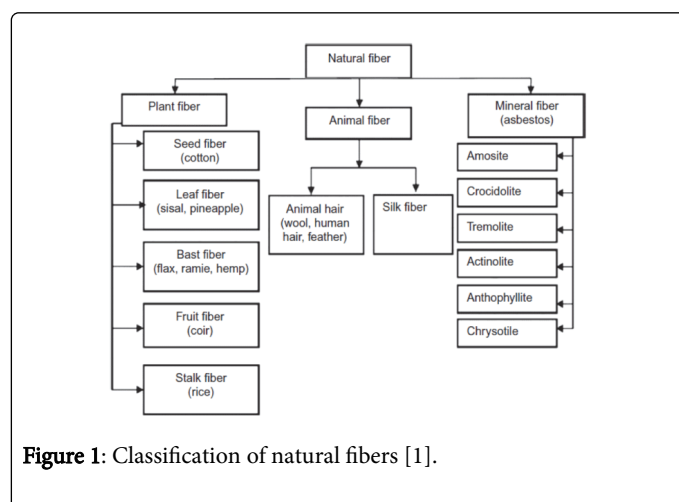 Natural fiber
Plant fiber
Animal fiber
Mineral fiber
(asbestos)
Seed fiber
(cotton)
Leaf fiber
(sisal, pineapple)
Bast fiber
(flax, ramie, hemp)
Fruit fiber
(coir)
Stalk fiber
(rice)
Animal hair
(wool, human
hair, feather)
Silk fiber
Amosite
Crocidolite
Tremolite
Actinolite
Anthophyllite
Chrysotile
Figure 1: Classification of natural fibers [1].